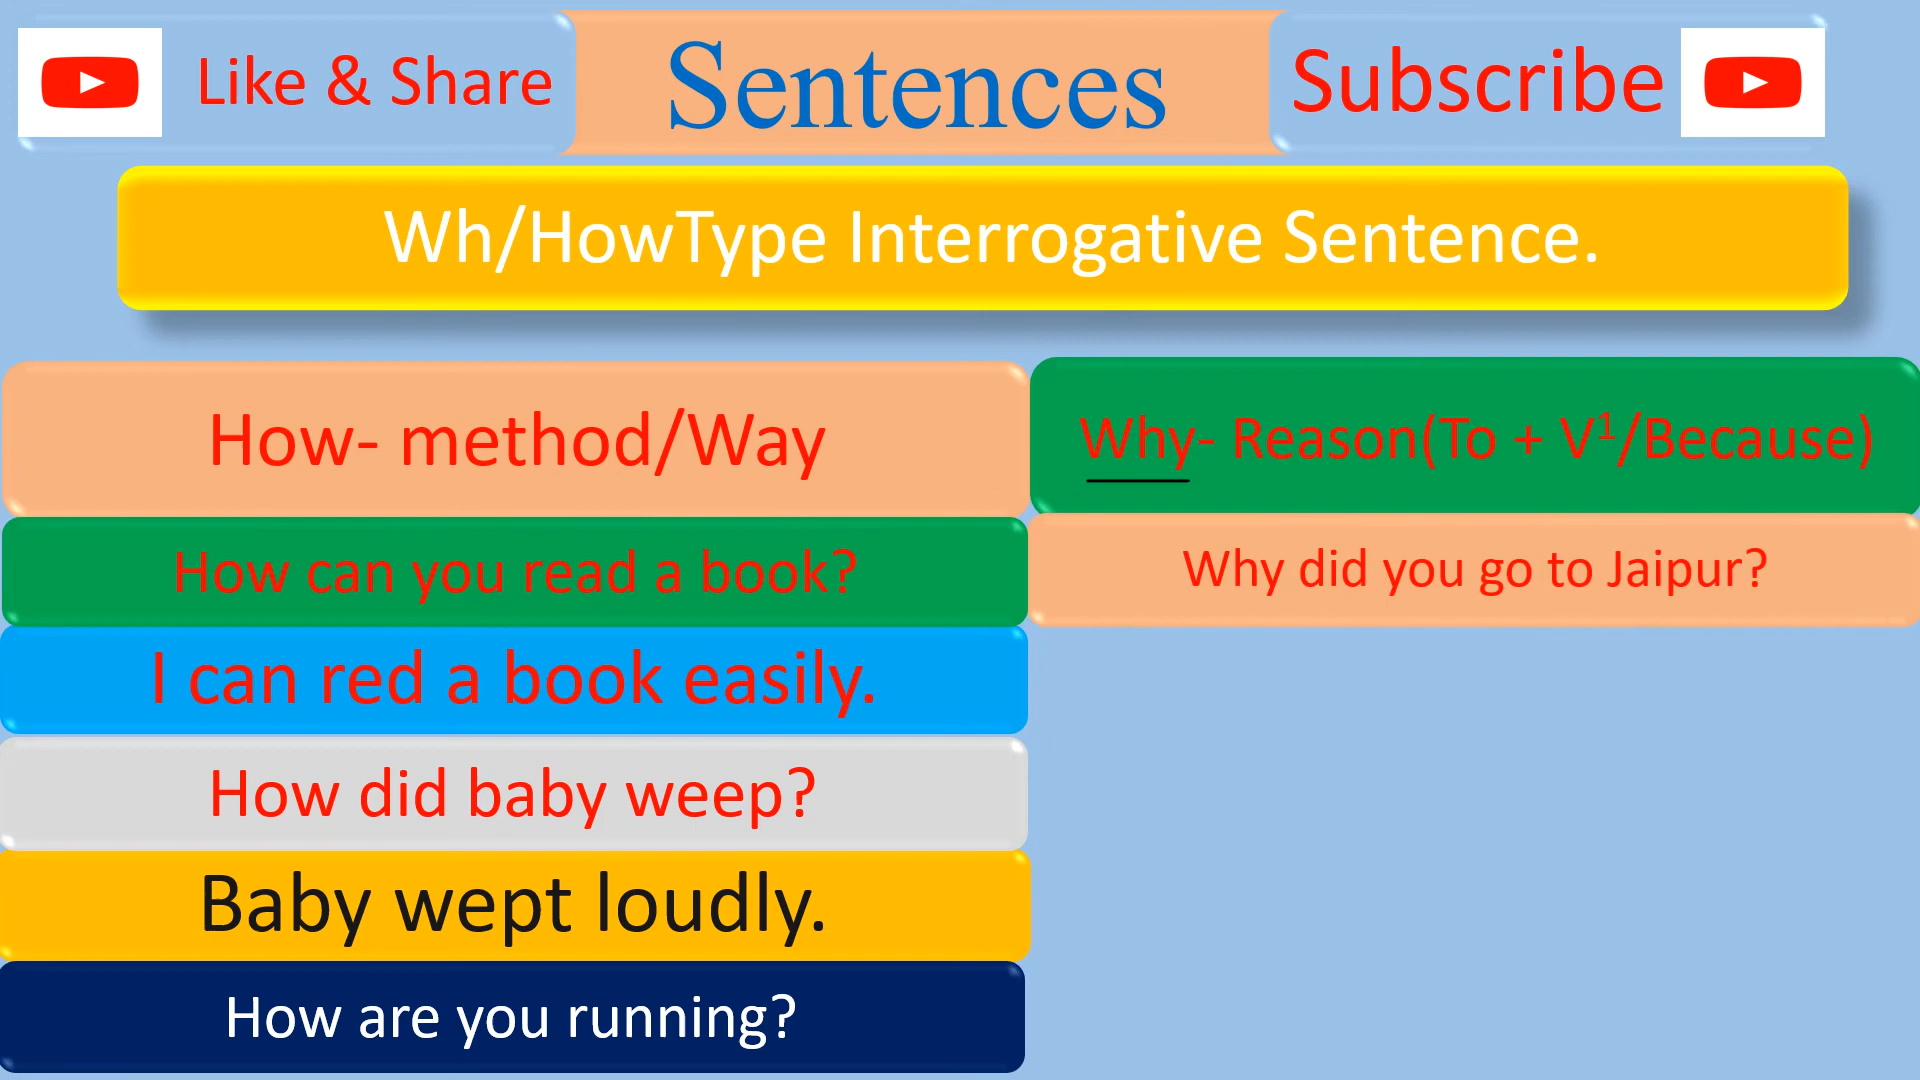 Like & Share
Sentences
Subscribe
Wh/HowType Interrogative Sentence.
How- method/Way
Why- Reason(To + V¹/Because)
How can you read a book?
Why did you go to Jaipur?
I can red a book easily.
How did baby weep?
Baby wept loudly.
How are you running?